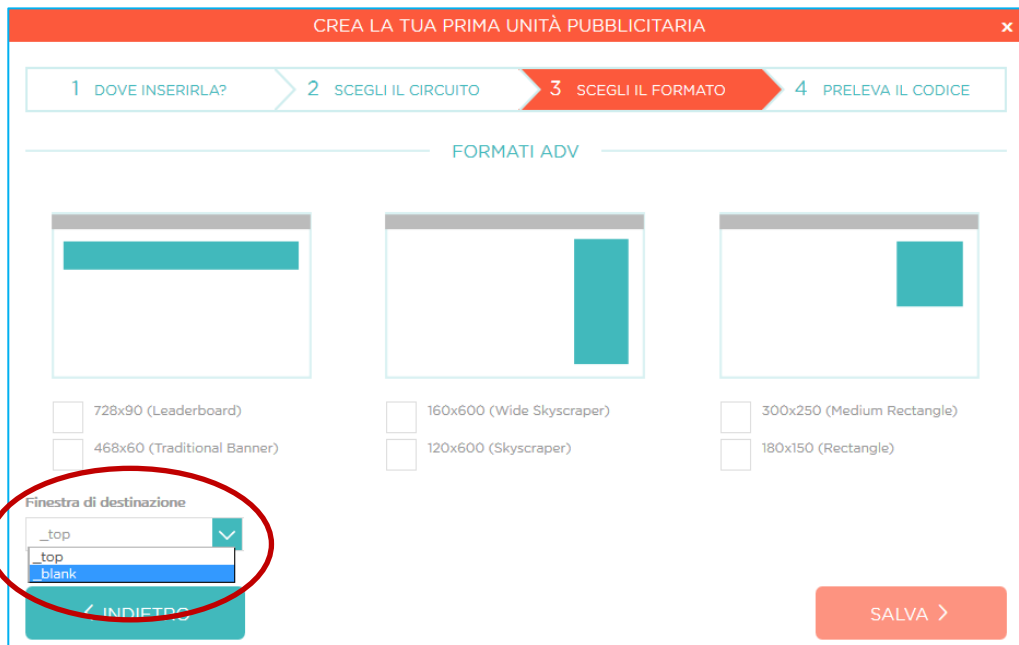 CREA LA TUA PRIMA UNITÀ PUBBLICITARIA x
1 DOVE INSERIRLA? 2 SCEGLI IL CIRCUITO 3 SCEGLI IL FORMATO 4 PRELEVA IL CODICE
FORMATI ADV
728x90 (Leaderboard) 160x600 (Wide Skyscraper) 300x250 (Medium Rectangle)
468x60 (Traditional Banner) 120x600 (Skyscraper) 180x150 (Rectangle)
Finestra di destinazione
_top
_top
_blank
< INDIETRO SALVA >